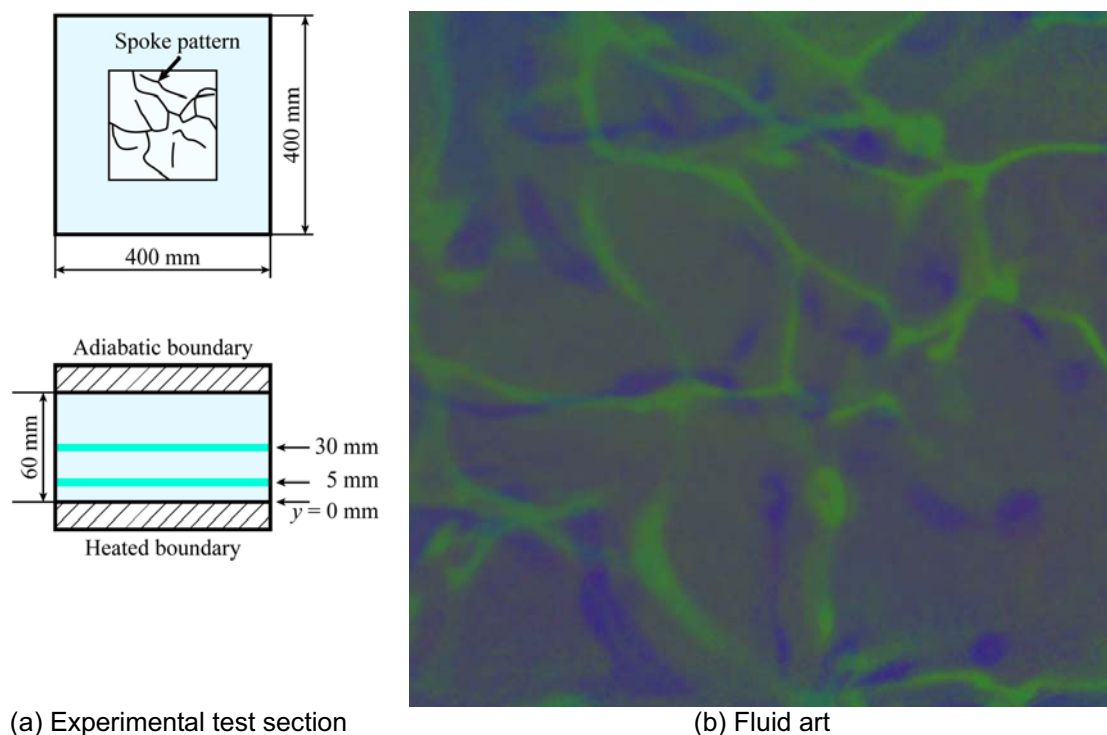 Spoke pattern
400 mm
400 mm
Adiabatic boundary
60 mm
30 mm
5 mm
y = 0 mm
Heated boundary
(a) Experimental test section
(b) Fluid art